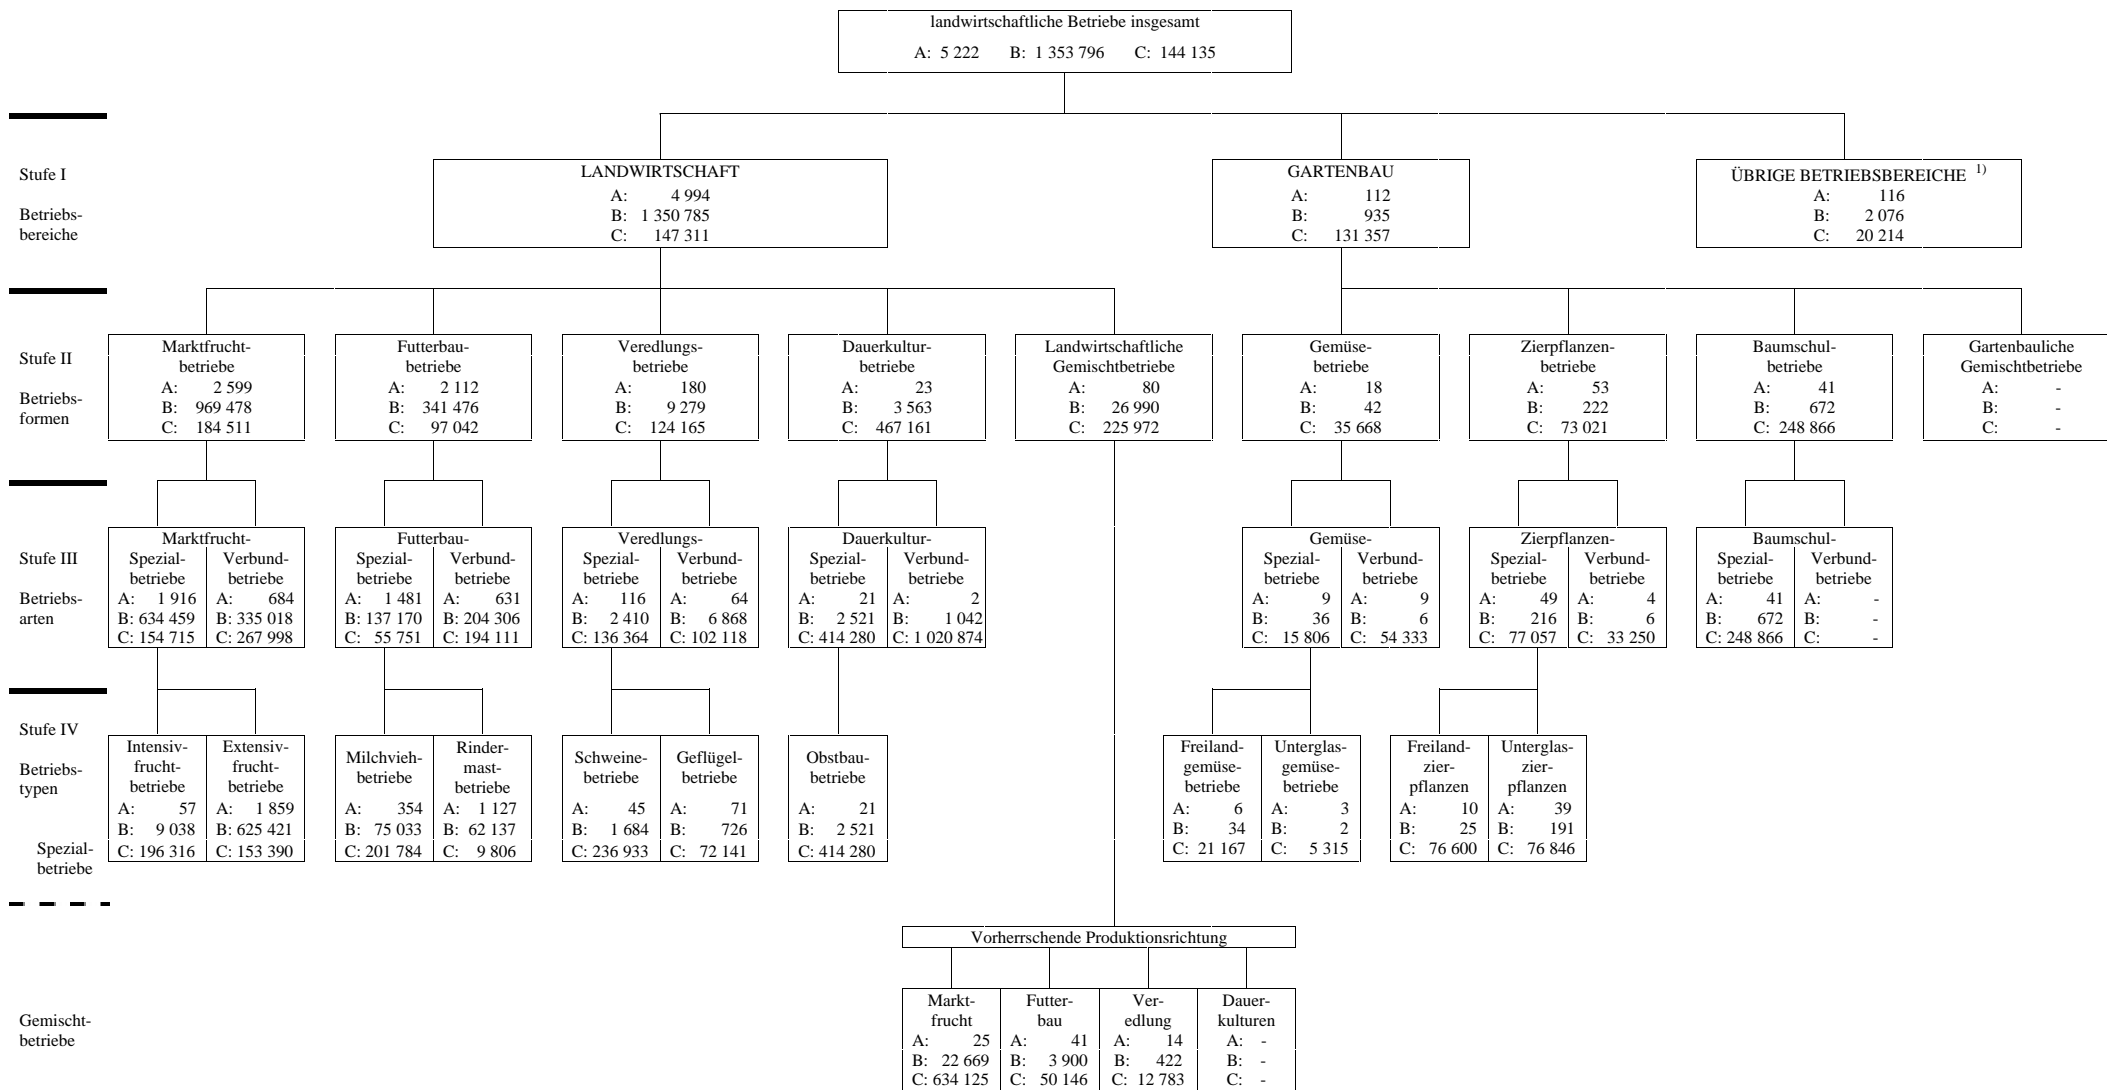 landwirtschaftliche Betriebe insgesamt
A: 5 222 B: 1 353 796 C: 144 135
Stufe I
Betriebs-
bereiche
LANDWIRTSCHAFT
A: 4 994
B: 1 350 785
C: 147 311
GARTENBAU
A: 112
B: 935
C: 131 357
ÜBRIGE BETRIEBSBEREICHE 1)
A: 116
B: 2 076
C: 20 214
Stufe II
Betriebs-
formen
Marktfrucht-
betriebe
A: 2 599
B: 969 478
C: 184 511
Futterbau-
betriebe
A: 2 112
B: 341 476
C: 97 042
Veredlungs-
betriebe
A: 180
B: 9 279
C: 124 165
Dauerkultur-
betriebe
A: 23
B: 3 563
C: 467 161
Landwirtschaftliche
Gemischtbetriebe
A: 80
B: 26 990
C: 225 972
Gemüse-
betriebe
A: 18
B: 42
C: 35 668
Zierpflanzen-
betriebe
A: 53
B: 222
C: 73 021
Baumschul-
betriebe
A: 41
B: 672
C: 248 866
Gartenbauliche
Gemischtbetriebe
A: -
B: -
C: -
Stufe III
Betriebs-
arten
Marktfrucht-
Spezial-
betriebe
A: 1 916
B: 634 459
C: 154 715
Verbund-
betriebe
A: 684
B: 335 018
C: 267 998
Futterbau-
Spezial-
betriebe
A: 1 481
B: 137 170
C: 55 751
Verbund-
betriebe
A: 631
B: 204 306
C: 194 111
Veredlungs-
Spezial-
betriebe
A: 116
B: 2 410
C: 136 364
Verbund-
betriebe
A: 64
B: 6 868
C: 102 118
Dauerkultur-
Spezial-
betriebe
A: 21
B: 2 521
C: 414 280
Verbund-
betriebe
A: 2
B: 1 042
C: 1 020 874
Gemüse-
Spezial-
betriebe
A: 9
B: 36
C: 15 806
Verbund-
betriebe
A: 9
B: 6
C: 54 333
Zierpflanzen-
Spezial-
betriebe
A: 49
B: 216
C: 77 057
Verbund-
betriebe
A: 4
B: 6
C: 33 250
Baumschul-
Spezial-
betriebe
A: 41
B: 672
C: 248 866
Verbund-
betriebe
A: -
B: -
C: -
Stufe IV
Betriebs-
typen
Spezial-
betriebe
Intensiv-
frucht-
betriebe
A: 57
B: 9 038
C: 196 316
Extensiv-
frucht-
betriebe
A: 1 859
B: 625 421
C: 153 390
Milchvieh-
betriebe
A: 354
B: 75 033
C: 201 784
Rinder-
mast-
betriebe
A: 1 127
B: 62 137
C: 9 806
Schweine-
betriebe
A: 45
B: 1 684
C: 236 933
Geflügel-
betriebe
A: 71
B: 726
C: 72 141
Obstbau-
betriebe
A: 21
B: 2 521
C: 414 280
Freiland-
gemüse-
betriebe
A: 6
B: 34
C: 21 167
Unterglas-
gemüse-
betriebe
A: 3
B: 2
C: 5 315
Freiland-
zier-
pflanzen
A: 10
B: 25
C: 76 600
Unterglas-
zier-
pflanzen
A: 39
B: 191
C: 76 846
Vorherrschende Produktionsrichtung
Gemischt-
betriebe
Markt-
frucht
A: 25
B: 22 669
C: 634 125
Futter-
bau
A: 41
B: 3 900
C: 50 146
Ver-
edlung
A: 14
B: 422
C: 12 783
Dauer-
kulturen
A: -
B: -
C: -